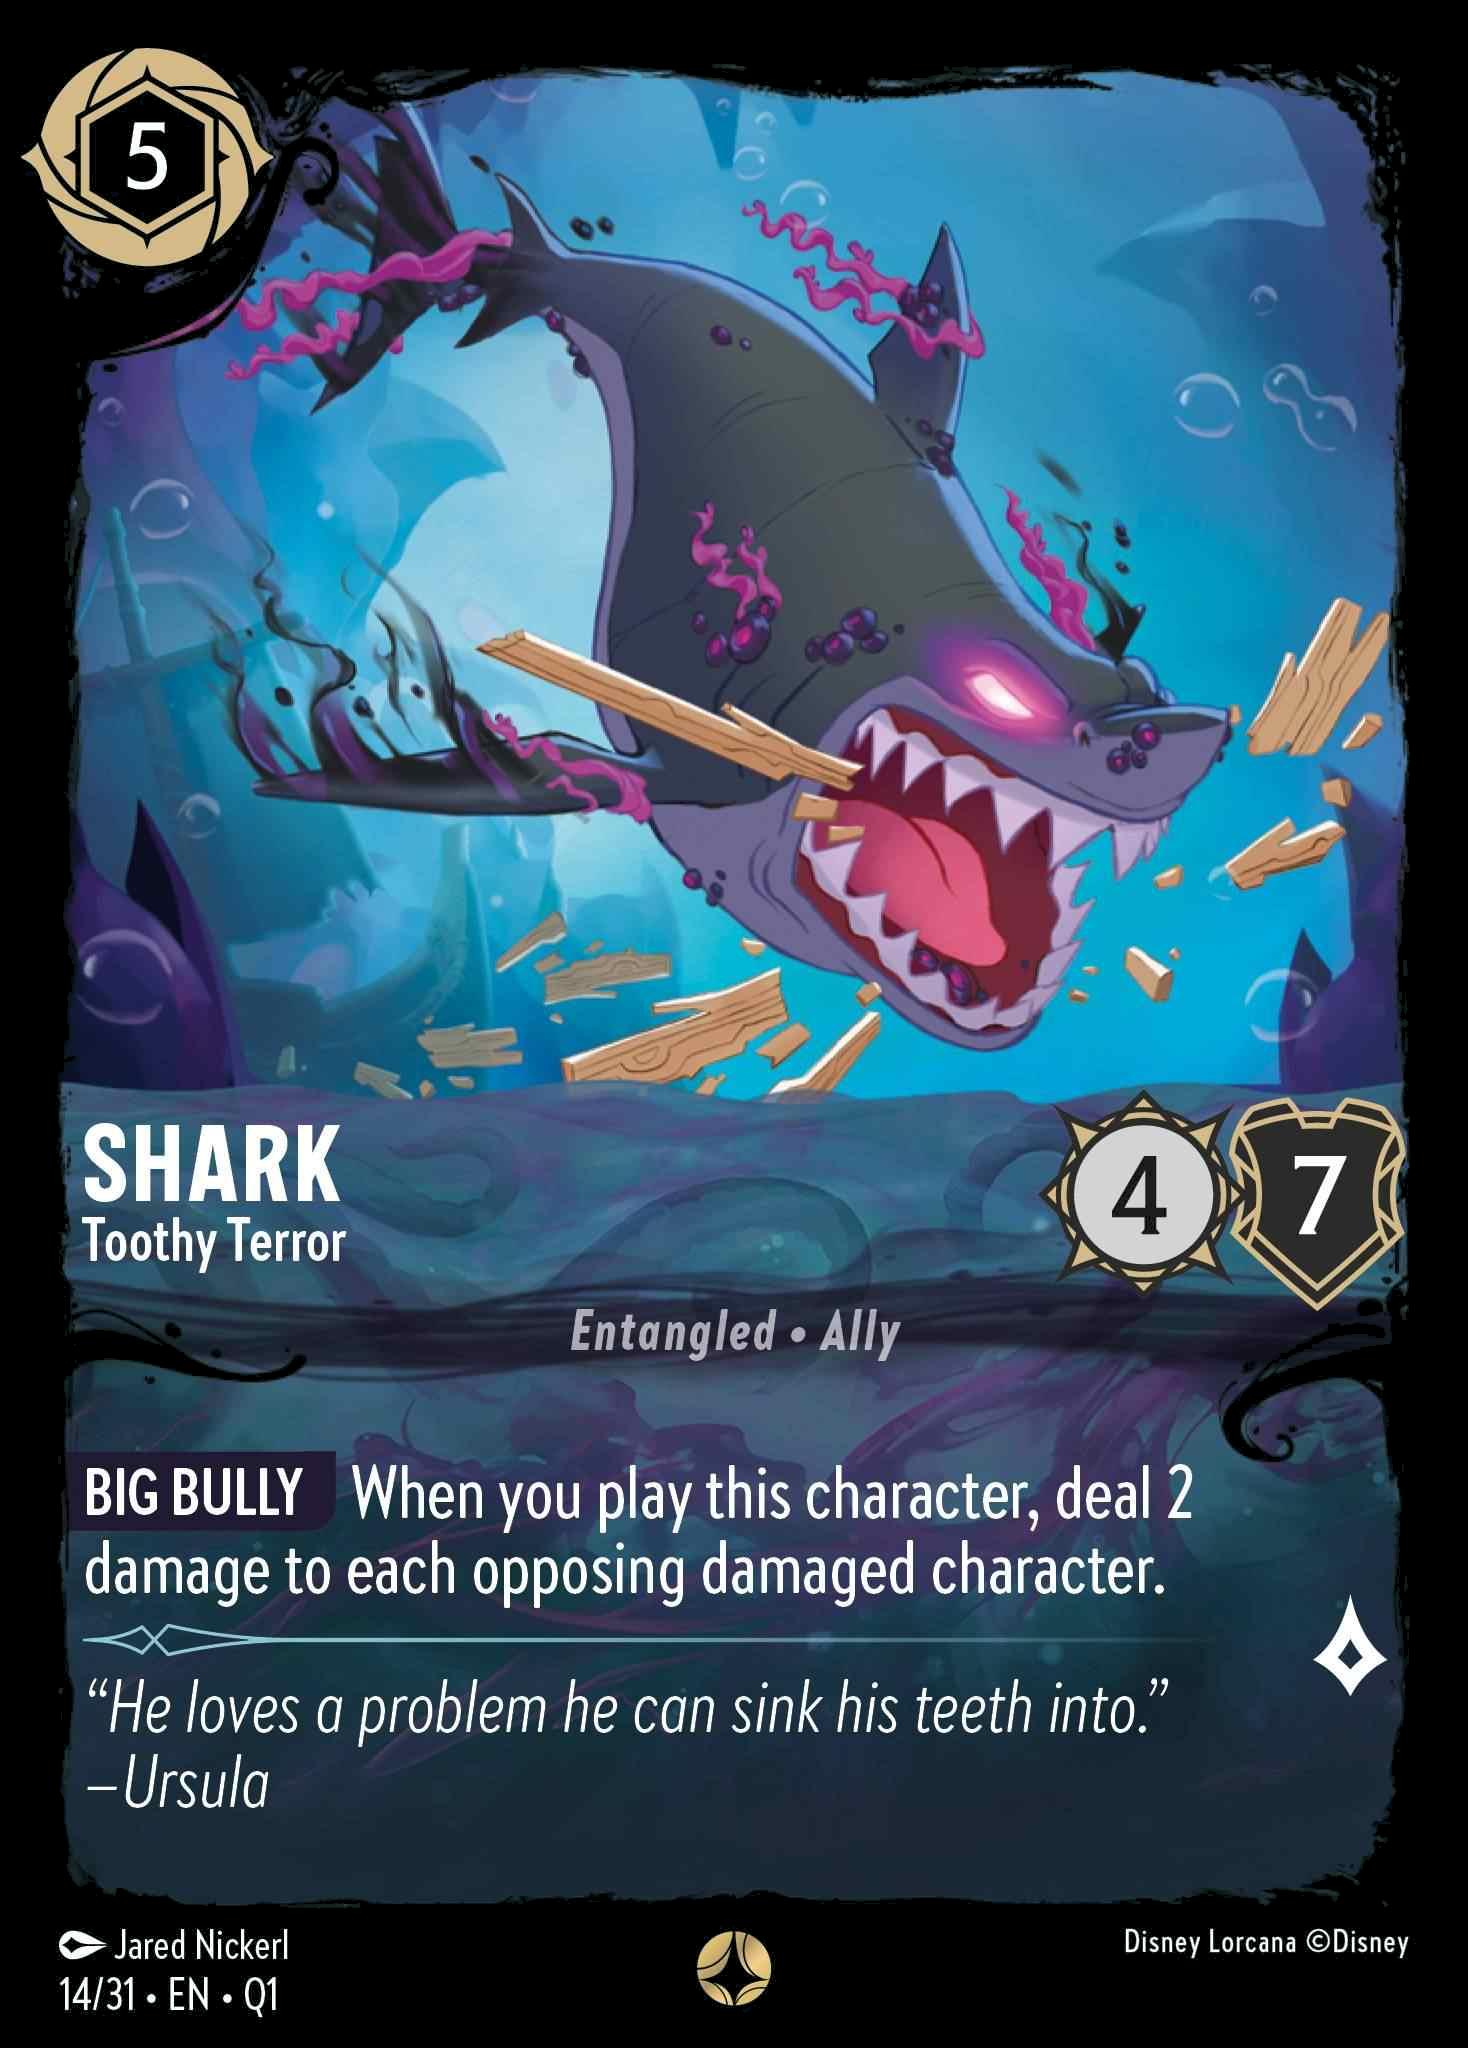 5
SHARK
Toothy Terror
4 7
Entangled • Ally
BIG BULLY When you play this character, deal 2
damage to each opposing damaged character.
“He loves a problem he can sink his teeth into.”
–Ursula
Jared Nickerl
14/31 • EN • Q1
Disney Lorcana ©Disney